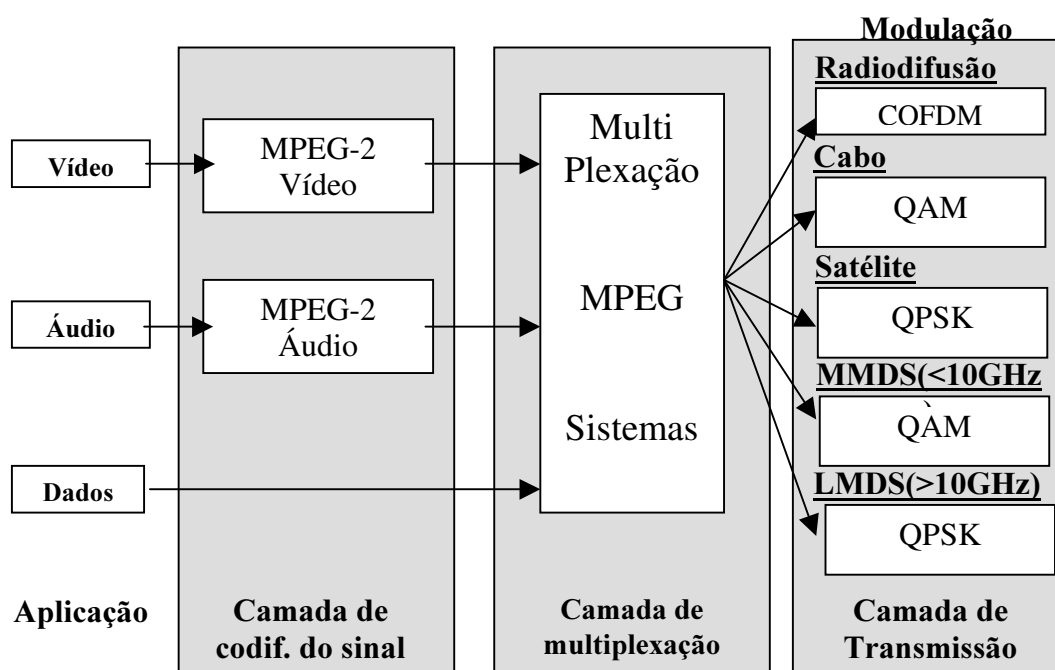 Modulação
Radiodifusão
COFDM
Cabo
QAM
Satélite
QPSK
MMDS(<10GHz
)
QAM
LMDS(>10GHz)
QPSK
Camada de
Transmissão
Multi
Plexação
MPEG
Sistemas
Camada de
multiplexação
MPEG-2
Vídeo
MPEG-2
Áudio
Camada de
codif. do sinal
Vídeo
Áudio
Dados
Aplicação